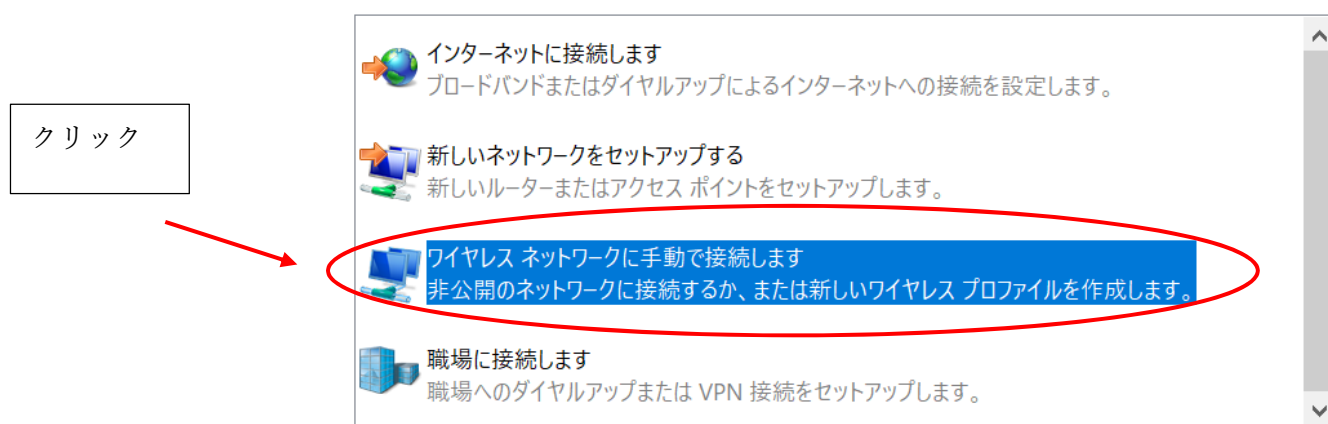 インターネットに接続します
ブロードバンドまたはダイヤルアップによるインターネットへの接続を設定します。
クリック
新しいネットワークをセットアップする
新しいルーターまたはアクセス ポイントをセットアップします。
ワイヤレス ネットワークに手動で接続します
非公開のネットワークに接続するか、または新しいワイヤレス プロファイルを作成します。
職場に接続します
職場へのダイヤルアップまたは VPN 接続をセットアップします。